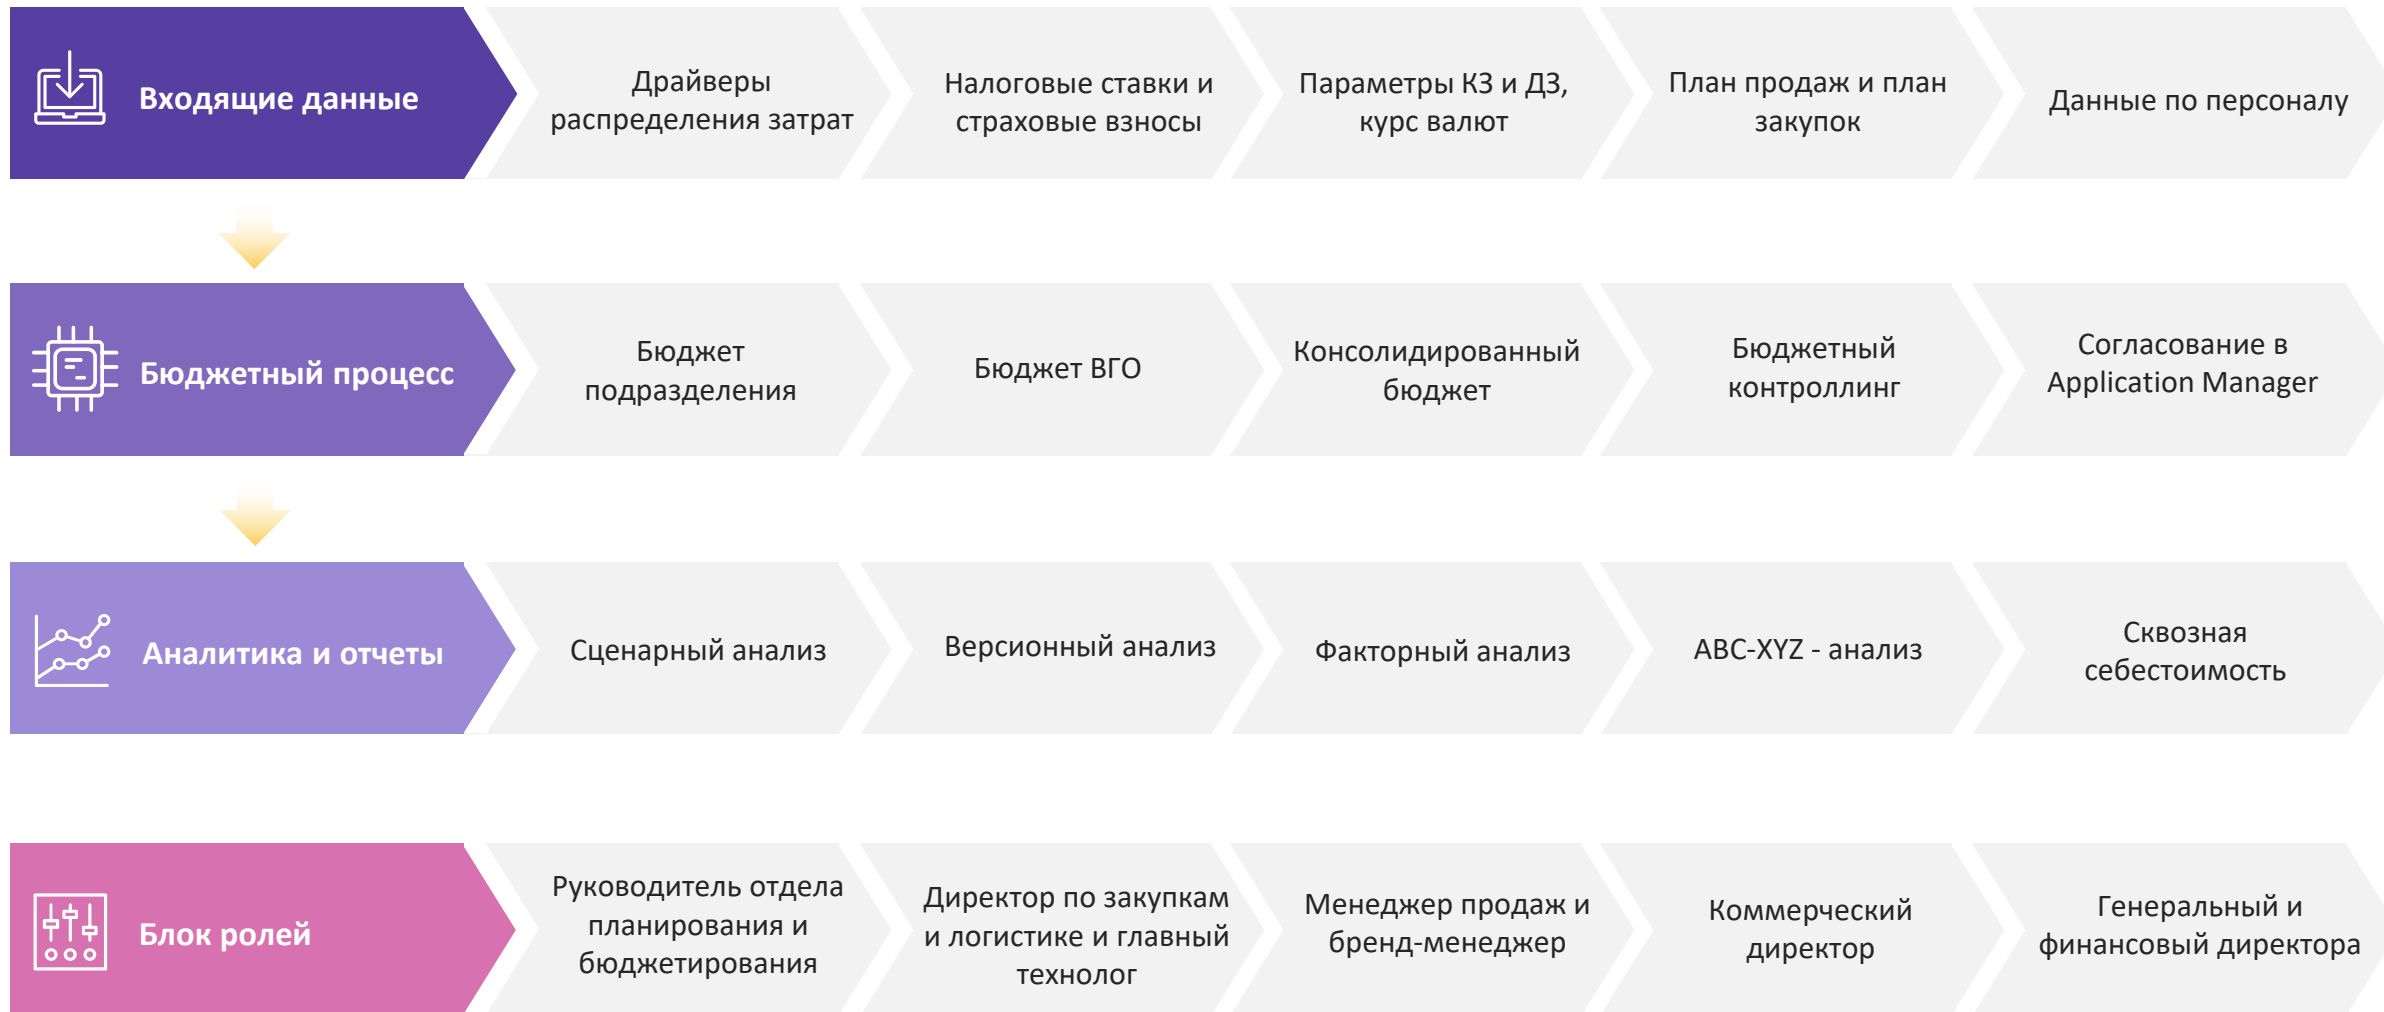 Входящие данные
Драйверы
распределения затрат
Налоговые ставки и
страховые взносы
Параметры КЗ и ДЗ,
курс валют
План продаж и план
закупок
Данные по персоналу
Бюджетный процесс
Бюджет
подразделения
Бюджет ВГО
Консолидированный
бюджет
Бюджетный
контроллинг
Согласование в
Application Manager
Аналитика и отчеты
Сценарный анализ
Версионный анализ
Факторный анализ
ABC-XYZ - анализ
Сквозная
себестоимость
Блок ролей
Руководитель отдела
планирования и
бюджетирования
Директор по закупкам
и логистике и главный
технолог
Менеджер продаж и
бренд-менеджер
Коммерческий
директор
Генеральный и
финансовый директора